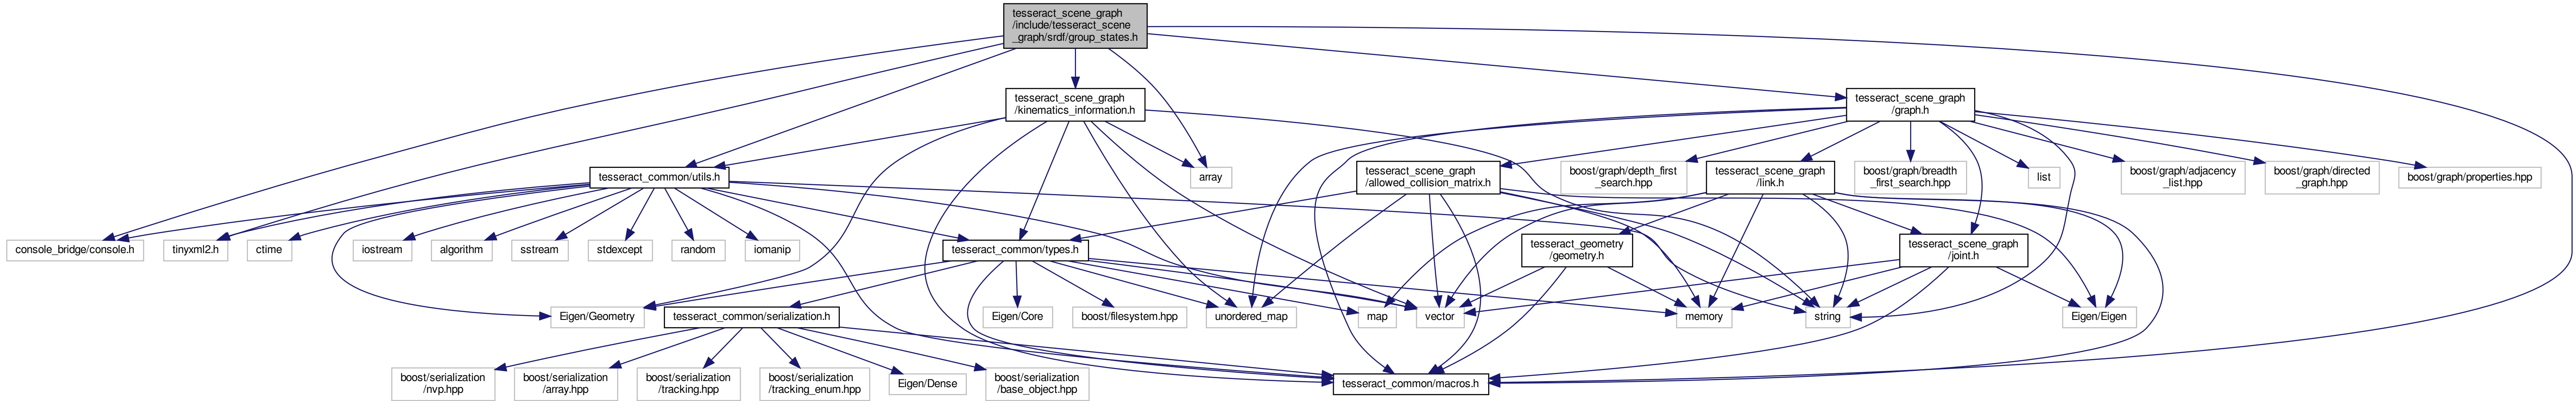 tesseract_scene_graph
/include/tesseract_scene
_graph/srdf/group_states.h
tesseract_scene_graph
/kinematics_information.h
tesseract_scene_graph
/graph.h
tesseract_common/utils.h
array
tesseract_scene_graph
/allowed_collision_matrix.h
boost/graph/depth_first
_search.hpp
tesseract_scene_graph
/link.h
boost/graph/breadth
_first_search.hpp
list
boost/graph/adjacency
_list.hpp
boost/graph/directed
_graph.hpp
boost/graph/properties.hpp
console_bridge/console.h
tinyxml2.h
ctime
iostream
algorithm
sstream
stdexcept
random
iomanip
tesseract_common/types.h
tesseract_geometry
/geometry.h
tesseract_scene_graph
/joint.h
Eigen/Geometry
tesseract_common/serialization.h
Eigen/Core
boost/filesystem.hpp
unordered_map
map
vector
memory
string
Eigen/Eigen
boost/serialization
/nvp.hpp
boost/serialization
/array.hpp
boost/serialization
/tracking.hpp
boost/serialization
/tracking_enum.hpp
Eigen/Dense
boost/serialization
/base_object.hpp
tesseract_common/macros.h